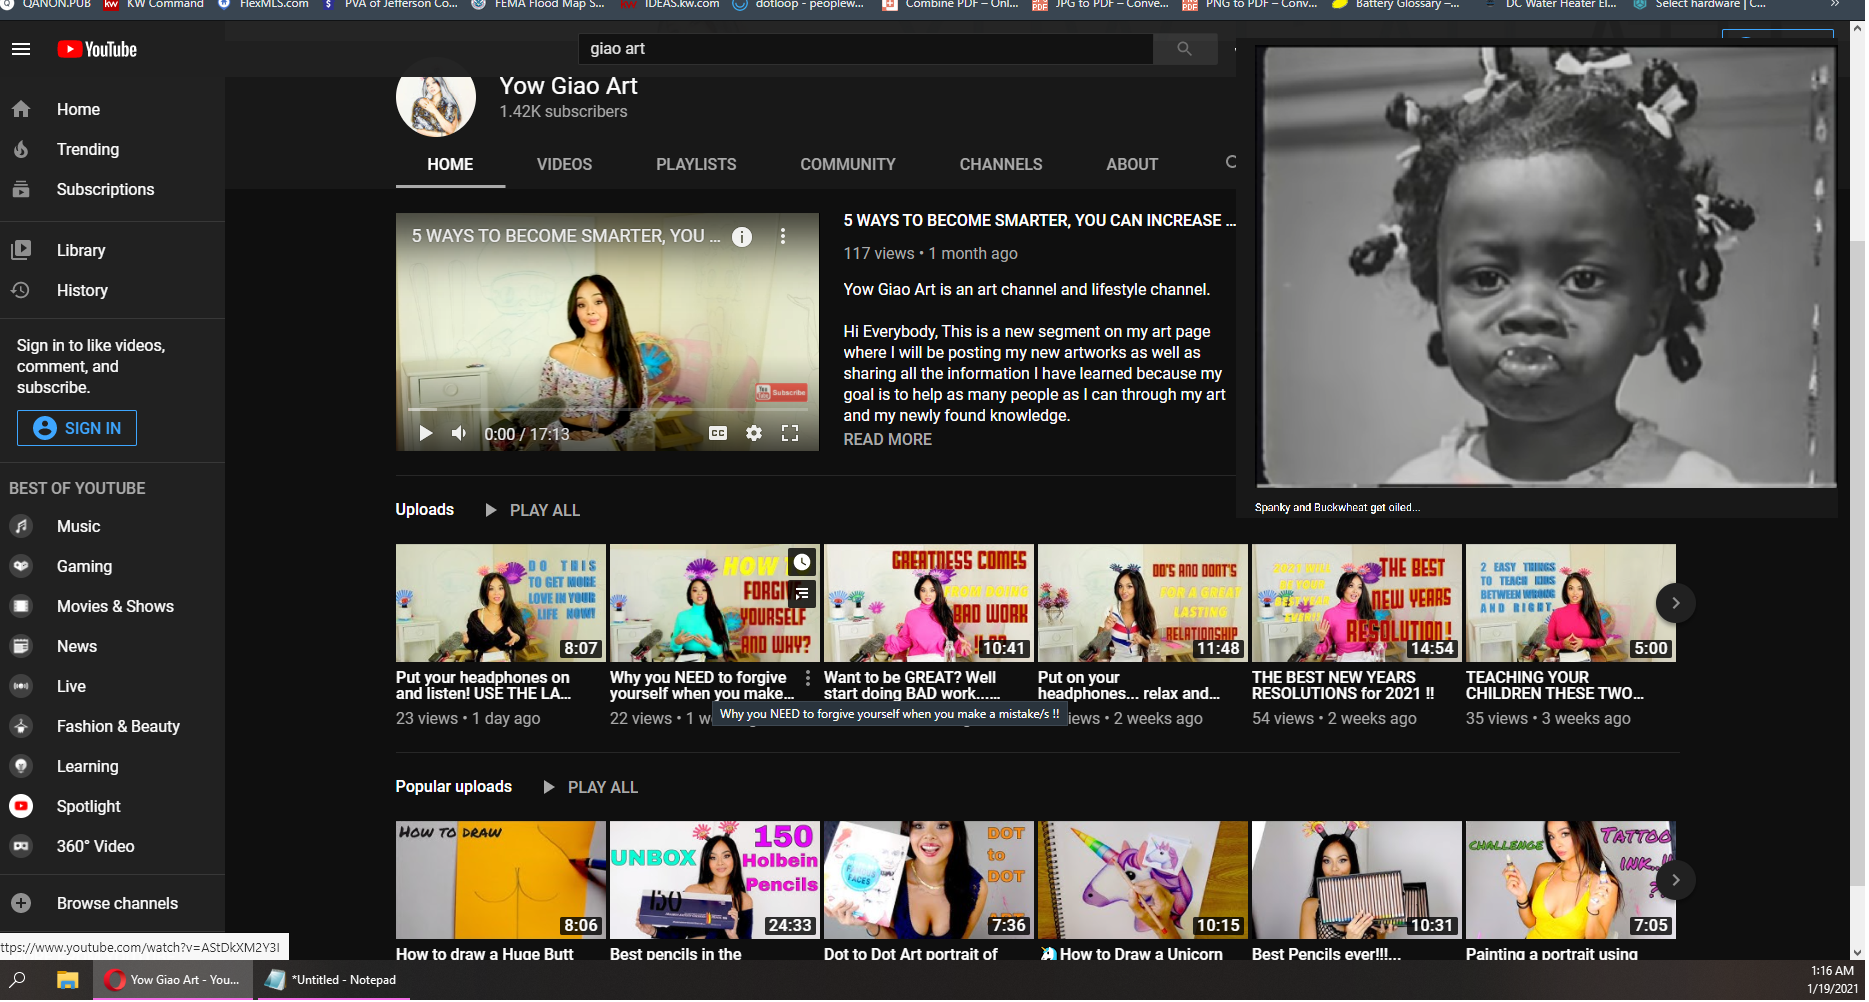 QANON.PUB
KW Command
FlexMLS.com
PVA of Jefferson Co...
FEMA Flood Map S...
IDEAS.kw.com
dotloop - peoplew...
Combine PDF – Onl...
JPG to PDF – Conve...
PNG to PDF – Conv...
Battery Glossary –...
DC Water Heater El...
Select hardware | C...
YouTube
giao art
Home
Trending
Subscriptions
Library
History
Sign in to like videos,
comment, and
subscribe.
SIGN IN
BEST OF YOUTUBE
Music
Gaming
Movies & Shows
News
Live
Fashion & Beauty
Learning
Spotlight
360° Video
Browse channels
Yow Giao Art
1.42K subscribers
HOME
VIDEOS
PLAYLISTS
COMMUNITY
CHANNELS
ABOUT
5 WAYS TO BECOME SMARTER, YOU ...
You Tube Subscribe
0:00 / 17:13
CC
5 WAYS TO BECOME SMARTER, YOU CAN INCREASE ...
117 views • 1 month ago
Yow Giao Art is an art channel and lifestyle channel.
Hi Everybody, This is a new segment on my art page
where I will be posting my new artworks as well as
sharing all the information I have learned because my
goal is to help as many people as I can through my art
and my newly found knowledge.
READ MORE
Spanky and Buckwheat get oiled...
Uploads
PLAY ALL
DO THIS
TO GET MORE
LOVE IN YOUR
LIFE NOW!
8:07
Put your headphones on
and listen! USE THE LA...
23 views • 1 day ago
HOW
FORGIV
YOURSELF
AND WHY?
Why you NEED to forgive
yourself when you make...
22 views • 1 w
Why you NEED to forgive yourself when you make a mistake/s !!
GREATNESS COMES
FROM DOING
BAD WORK
10:41
Want to be GREAT? Well
start doing BAD work......
DO'S AND DONT'S
FOR A GREAT
LASTING
RELATIONSHIP
11:48
Put on your
headphones... relax and...
iews • 2 weeks ago
2021 WILL
BE YOUR
BEST YEAR
EVER!!
THE BEST
NEW YEARS
RESOLUTION!
14:54
THE BEST NEW YEARS
RESOLUTIONS for 2021 !!
54 views • 2 weeks ago
2 EASY THINGS
TO TEACH KIDS
BETWEEN WRONG
AND RIGHT.
5:00
TEACHING YOUR
CHILDREN THESE TWO...
35 views • 3 weeks ago
Popular uploads
PLAY ALL
HOW TO DRAW
8:06
How to draw a Huge Butt
UNBOX
150
Holbein
Pencils
150
24:33
Best pencils in the
FACES
DOT
to
DOT
ART
7:36
Dot to Dot Art portrait of
10:15
How to Draw a Unicorn
10:31
Best Pencils ever!!!...
CHALLENGE
TATTOO
INK..!!
??
7:05
Painting a portrait using
ttps://www.youtube.com/watch?v=AStDkXM2Y3I
Yow Giao Art - You...
*Untitled - Notepad
1:16 AM
1/19/2021